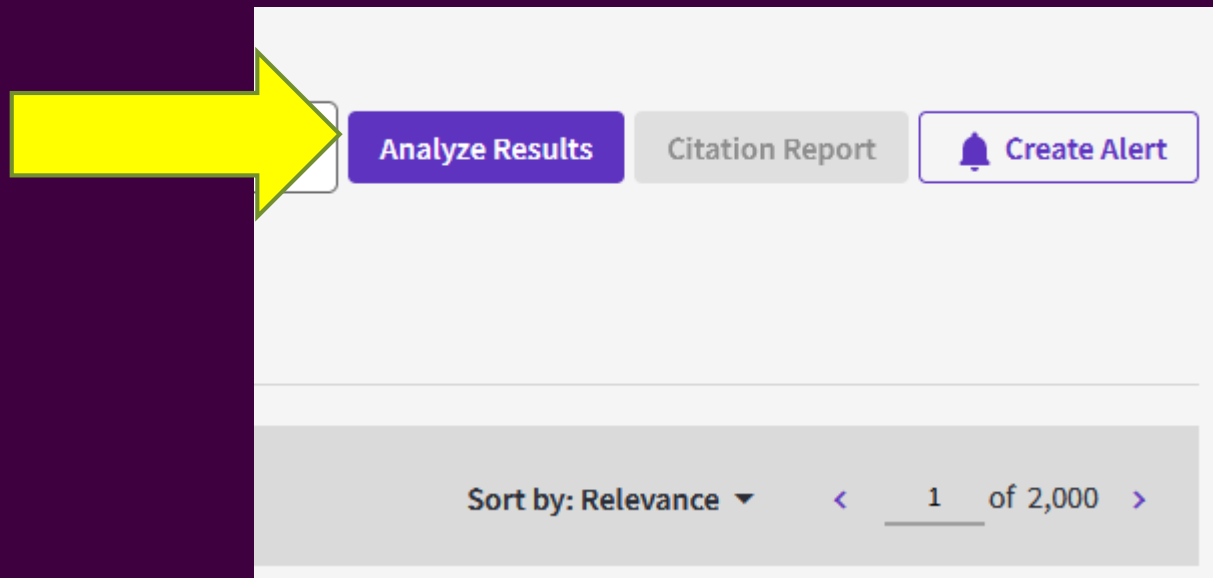 Analyze Results Citation Report Create Alert
Sort by: Relevance 1 of 2,000